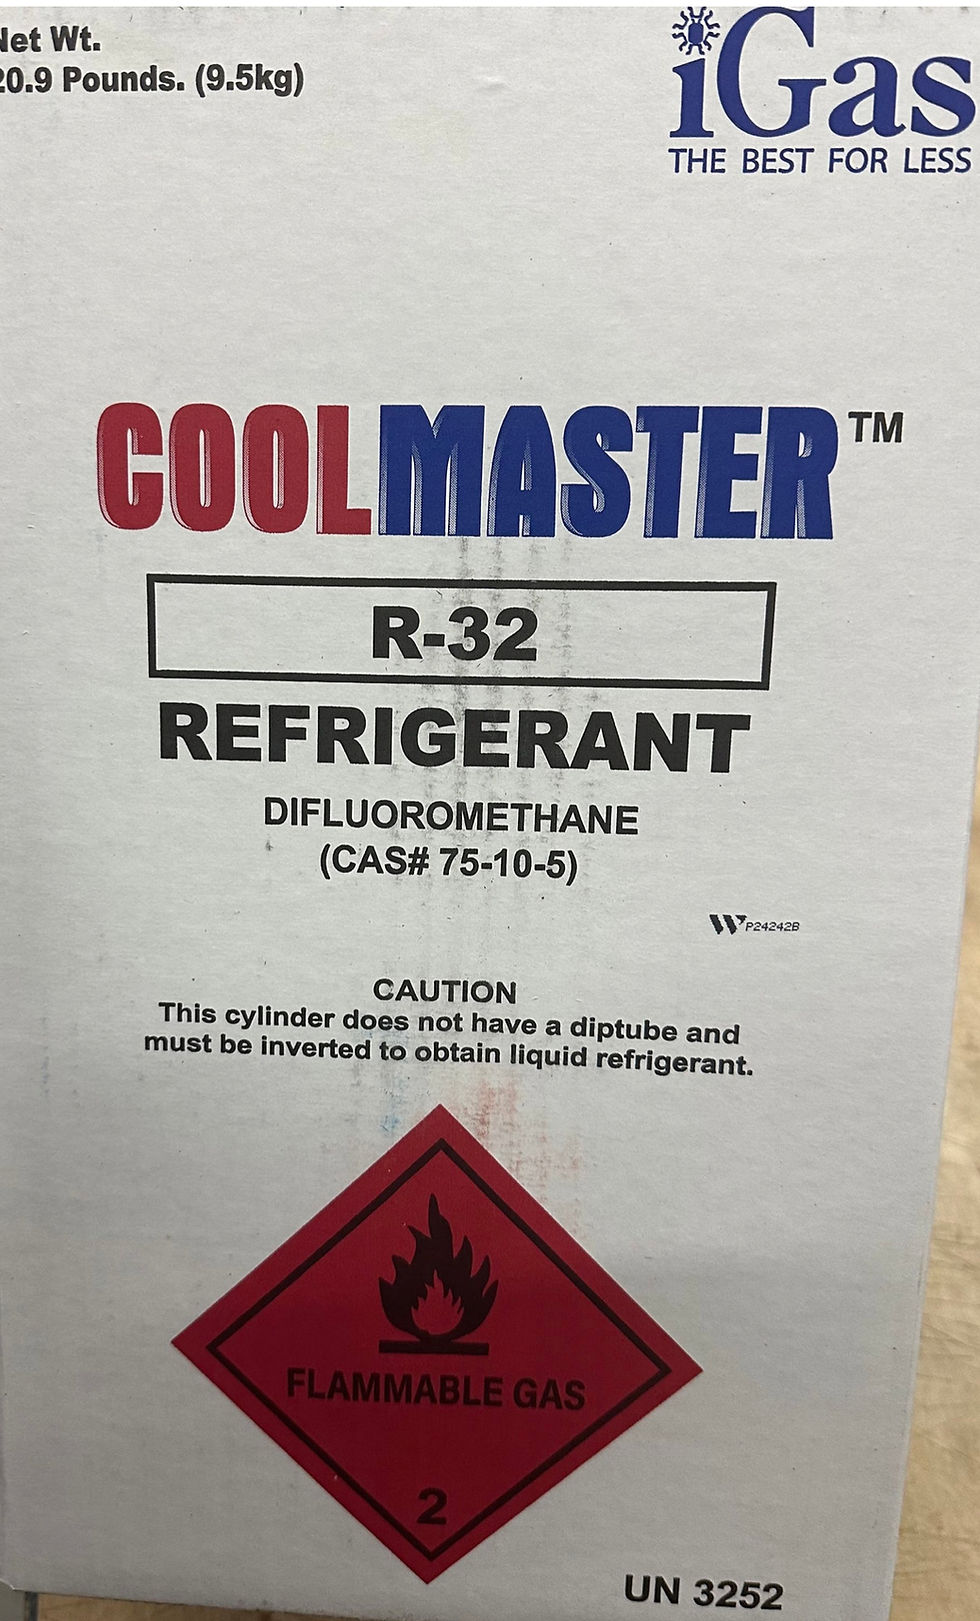 Net Wt.
20.9 Pounds. (9.5kg)
iGas
THE BEST FOR LESS
COOLMASTER™
R-32
REFRIGERANT
DIFLUOROMETHANE
(CAS# 75-10-5)
W P24242B
CAUTION
This cylinder does not have a diptube and
must be inverted to obtain liquid refrigerant.
FLAMMABLE GAS
2
UN 3252